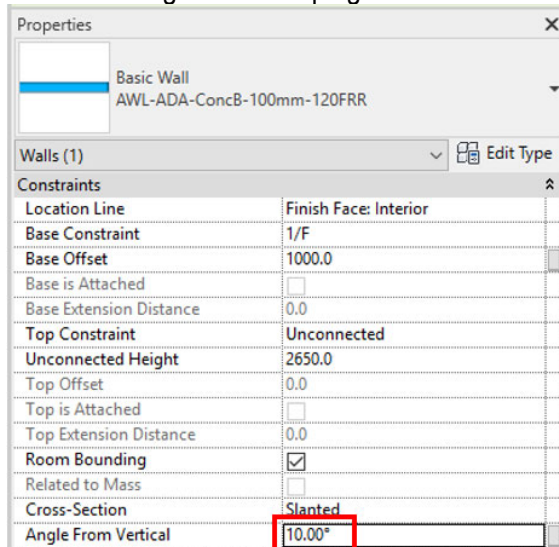 Properties
Basic Wall
AWL-ADA-ConcB-100mm-120FRR
Walls (1) Edit Type
Constraints
Location Line Finish Face: Interior
Base Constraint 1/F
Base Offset 1000.0
Base is Attached
Base Extension Distance 0.0
Top Constraint Unconnected
Unconnected Height 2650.0
Top Offset 0.0
Top is Attached
Top Extension Distance 0.0
Room Bounding
Related to Mass
Cross-Section Slanted
Angle From Vertical 10.00°